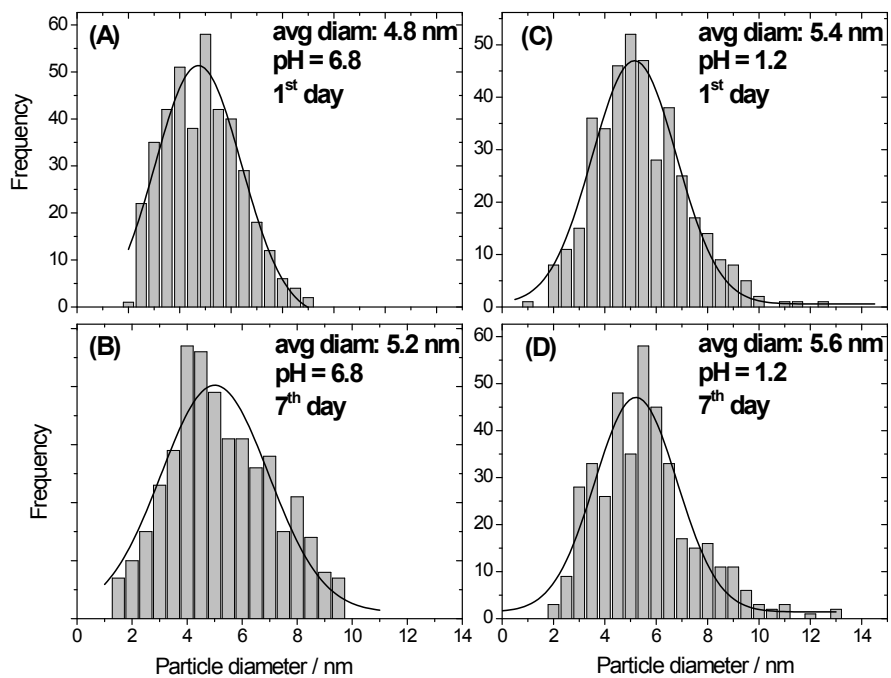 (A)
avg diam: 4.8 nm
pH = 6.8
1st day
Frequency
60
50
40
30
20
10
0
(C)
avg diam: 5.4 nm
pH = 1.2
1st day
50
40
30
20
10
0
(B)
avg diam: 5.2 nm
pH = 6.8
7th day
Frequency
0 2 4 6 8 10 12 14
Particle diameter / nm
(D)
avg diam: 5.6 nm
pH = 1.2
7th day
60
50
40
30
20
10
0
0 2 4 6 8 10 12 14
Particle diameter / nm